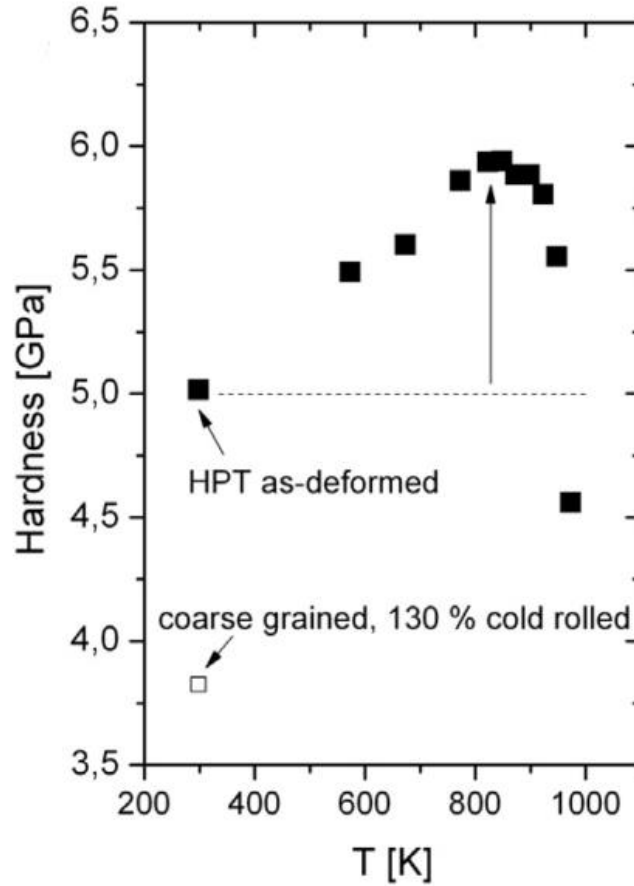 6,5
6,0
5,5
5,0
4,5
4,0
3,5
Hardness [GPa]
HPT as-deformed
coarse grained, 130 % cold rolled
200 400 600 800 1000
T [K]